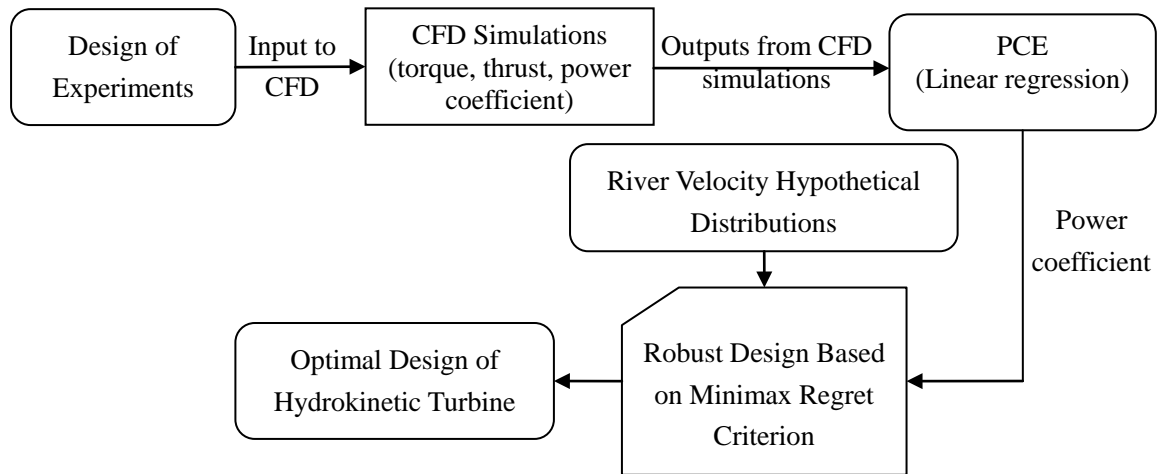 Design of
Experiments
Input to
CFD
CFD Simulations
(torque, thrust, power
coefficient)
Outputs from CFD
simulations
PCE
(Linear regression)
River Velocity Hypothetical
Distributions
Power
coefficient
Robust Design Based
on Minimax Regret
Criterion
Optimal Design of
Hydrokinetic Turbine